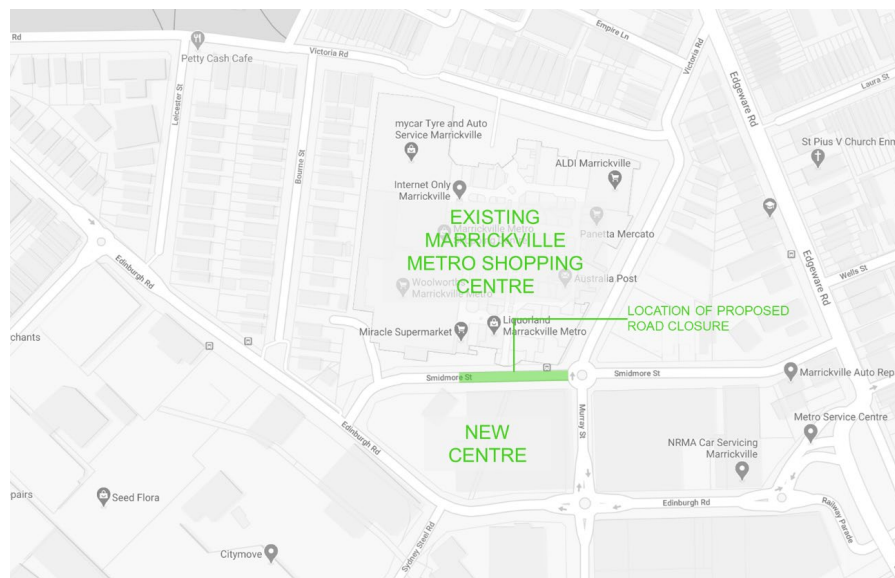 Rd
Petty Cash Cafe
Victoria Rd
Empire Ln
Victoria Rd
Edgeware Rd
Laura St
Leicester St
Bourne St
mycar Tyre and Auto
Service Marrickville
ALDI Marrickville
St Pius V Church Enm
Internet Only
Marrickville
EXISTING
MARRICKVILLE
METRO SHOPPING
CENTRE
Marrickville Metro
Panetta Mercato
Woolworths
Marrickville Metro
Australia Post
Edgeware Rd
Wells St
Edinburgh Rd
LOCATION OF PROPOSED
ROAD CLOSURE
Miracle Supermarket
Liquorland
Marrackville Metro
chants
Smidmore St
Smidmore St
Marrickville Auto Rep
Murray St
Metro Service Centre
NEW
CENTRE
Edinburgh Rd
NRMA Car Servicing
Marrickville
epairs
Seed Flora
Edinburgh Rd
Railway Parade
Sydney Steel Rd
Citymove